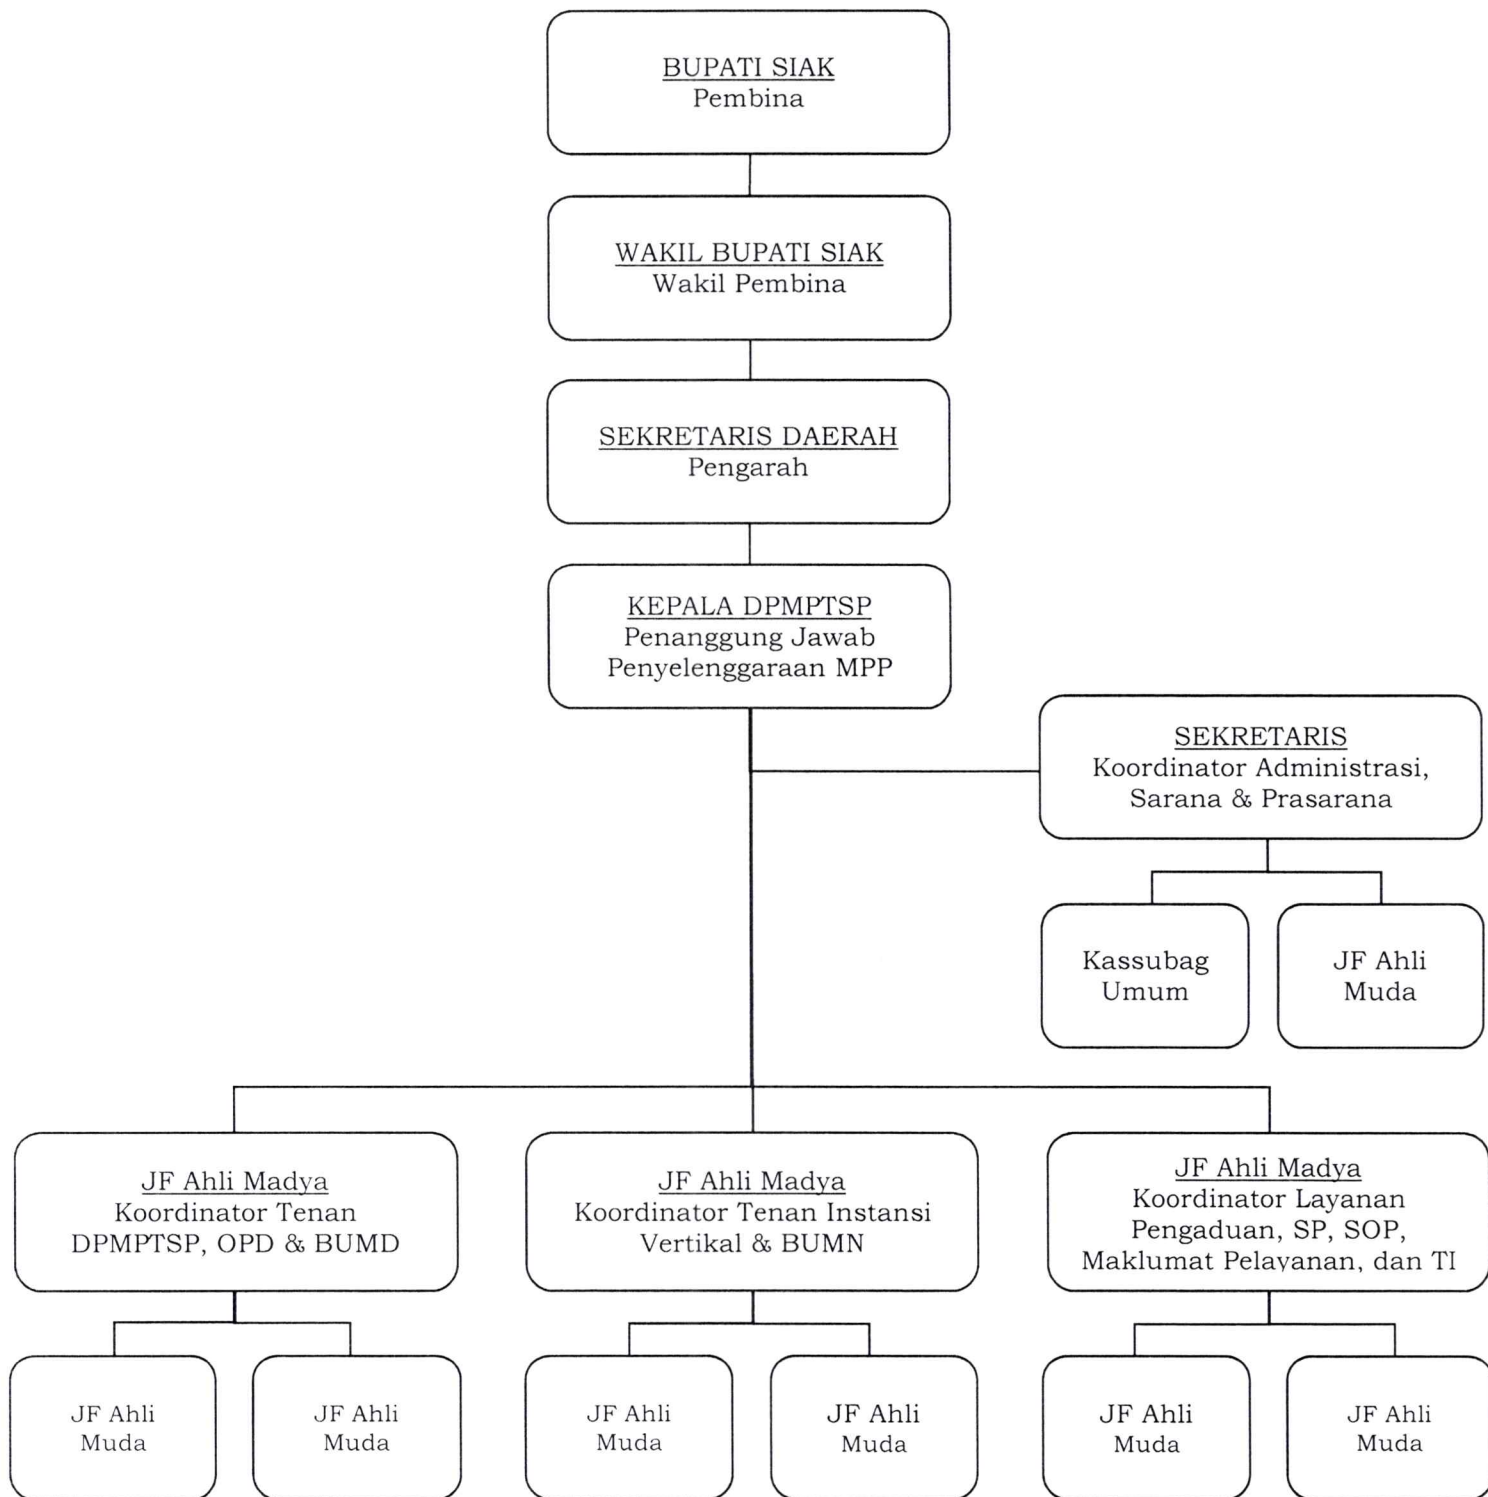 BUPATI SIAK
Pembina
WAKIL BUPATI SIAK
Wakil Pembina
SEKRETARIS DAERAH
Pengarah
KEPALA DPMPTSP
Penanggung Jawab
Penyelenggaraan MPP
SEKRETARIS
Koordinator Administrasi,
Sarana & Prasarana
Kassubag
Umum
JF Ahli
Muda
JF Ahli Madya
Koordinator Tenan
DPMPTSP, OPD & BUMD
JF Ahli Madya
Koordinator Tenan Instansi
Vertikal & BUMN
JF Ahli Madya
Koordinator Layanan
Pengaduan, SP, SOP,
Maklumat Pelayanan, dan TI
JF Ahli
Muda
JF Ahli
Muda
JF Ahli
Muda
JF Ahli
Muda
JF Ahli
Muda
JF Ahli
Muda